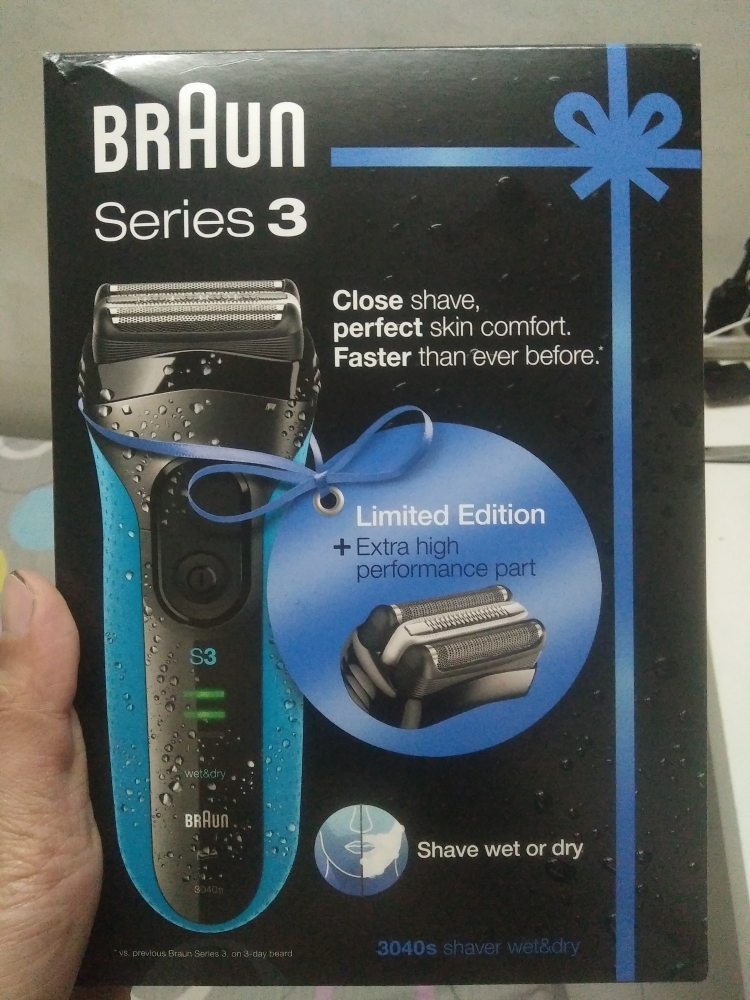 BRAUN
Series 3
Close shave,
perfect skin comfort.
Faster than ever before.*
Limited Edition
+ Extra high
performance part
S3
wet&dry
BRAUN
3040s
Shave wet or dry
* vs. previous Braun Series 3, on 3-day beard
3040s shaver wet&dry